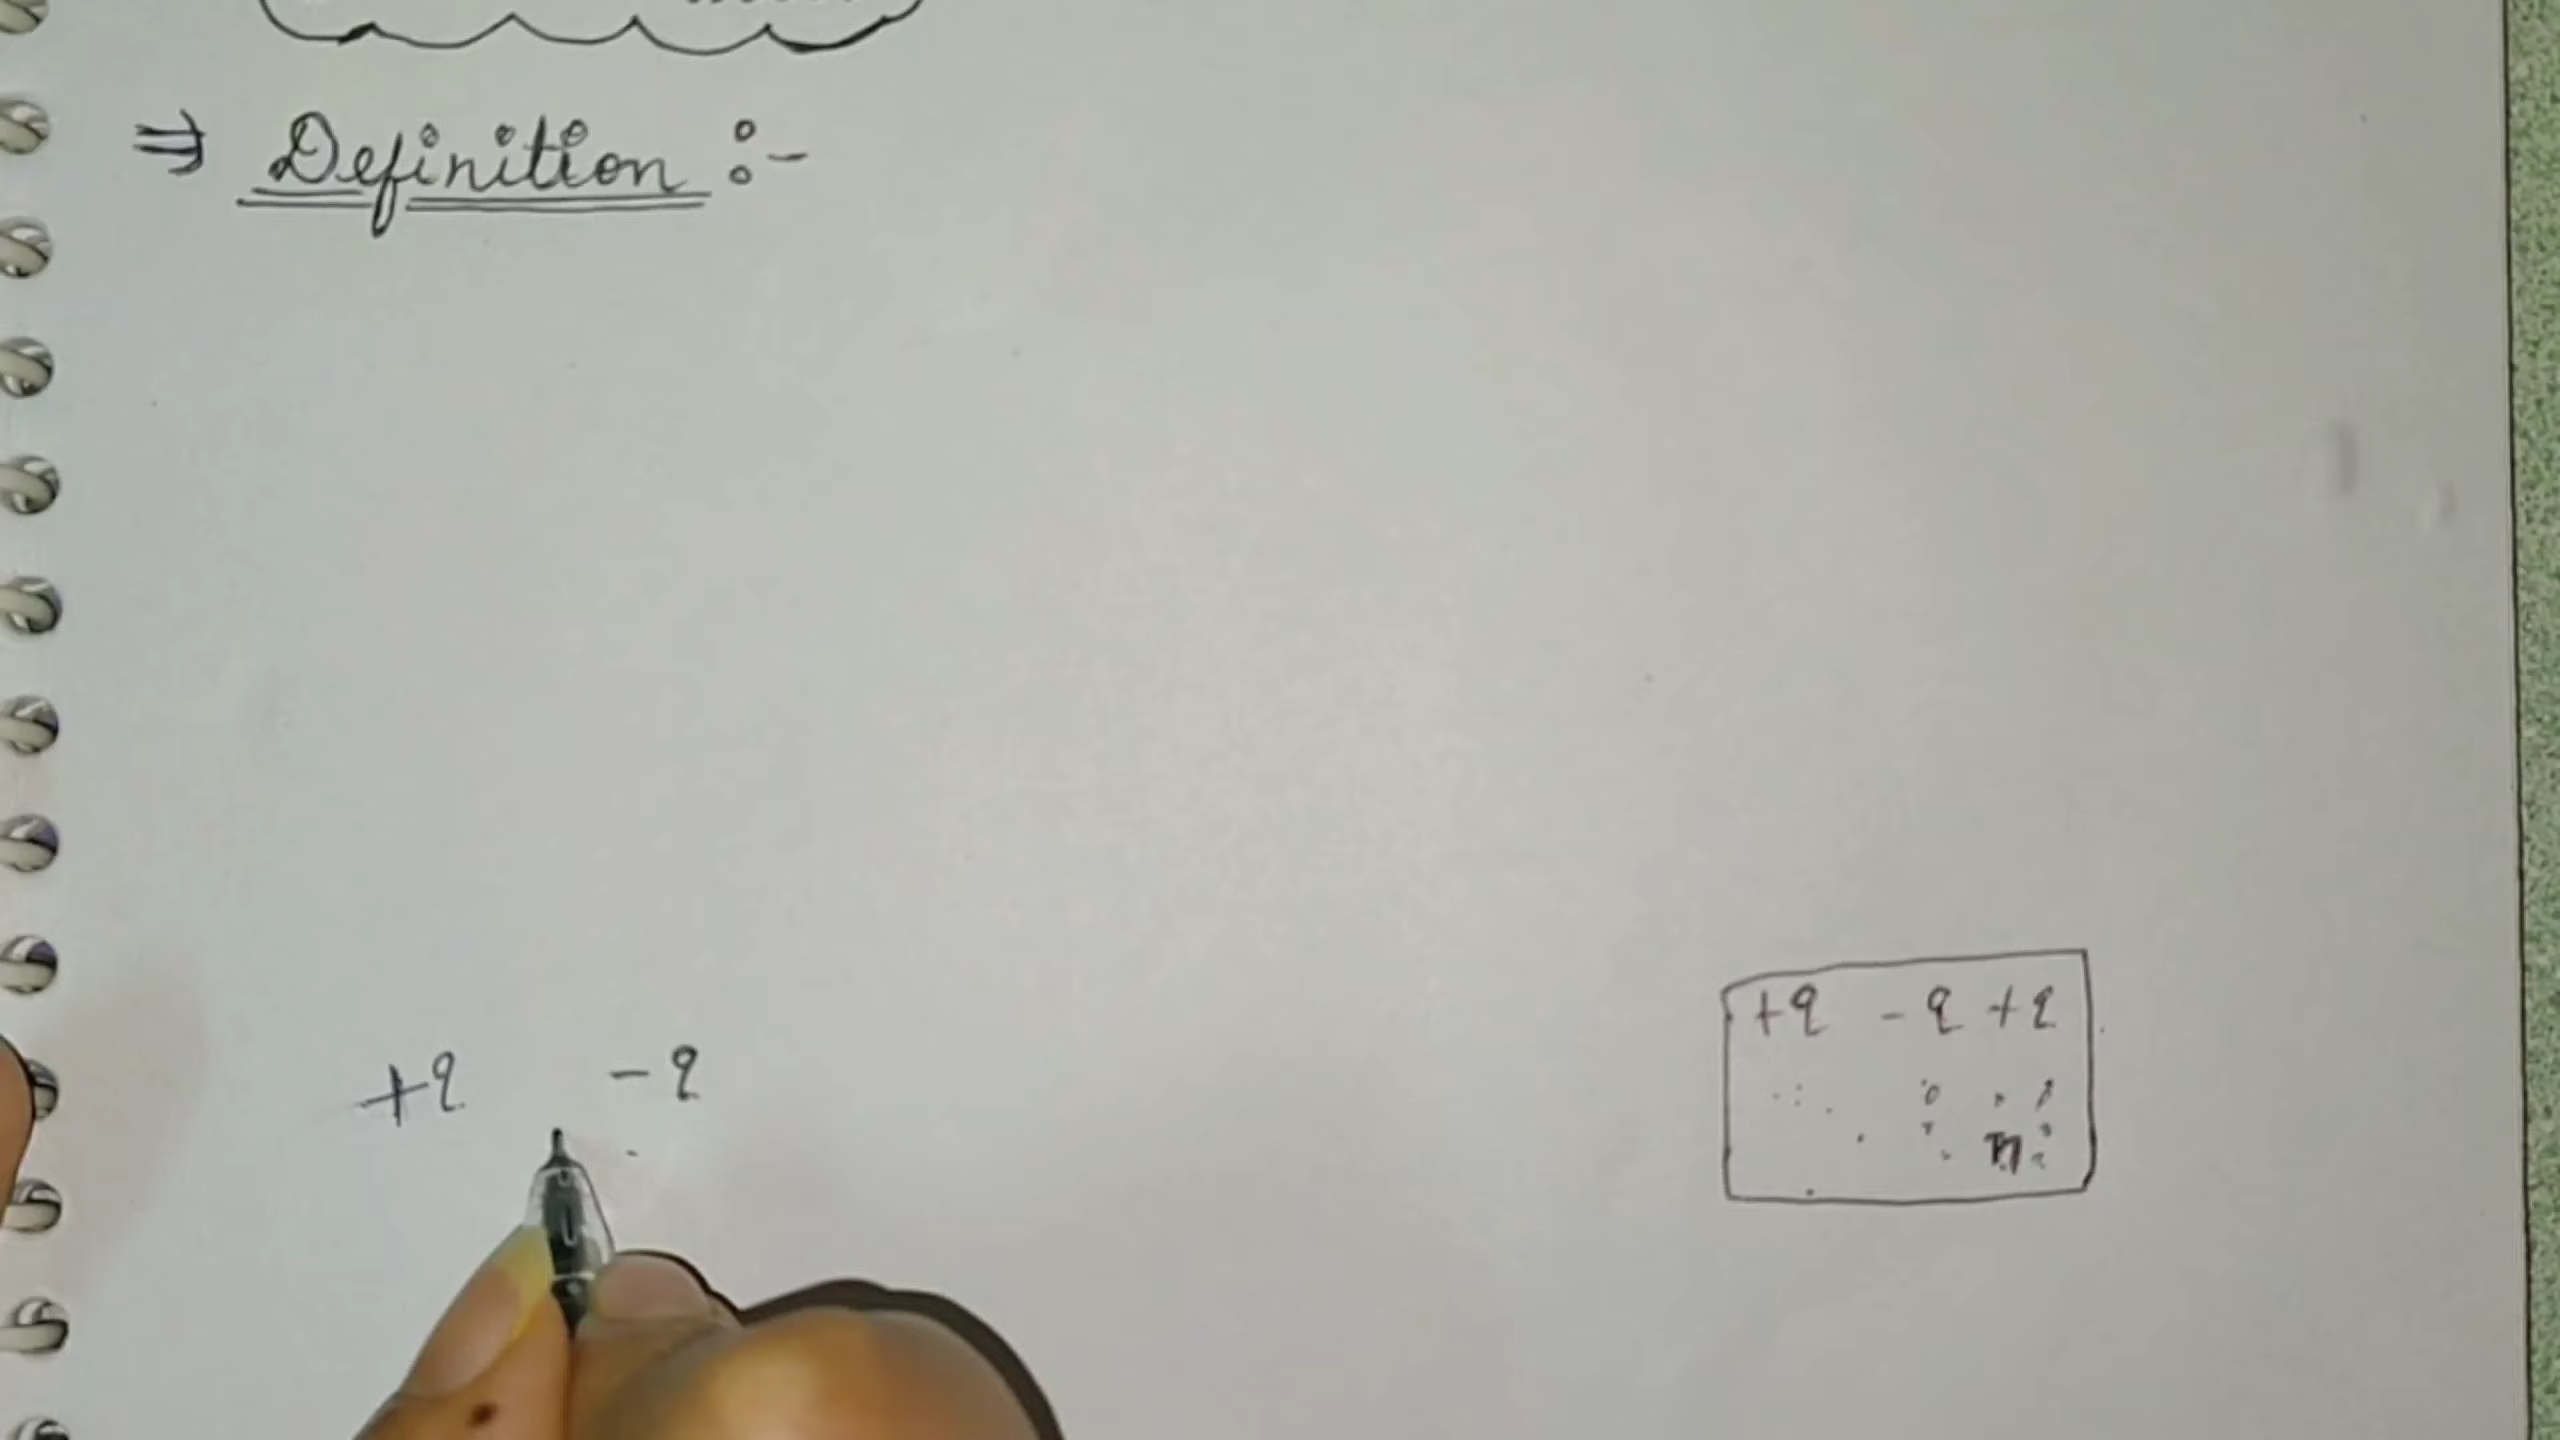 ⇒ Definition :-
+q -q +q
+q -q